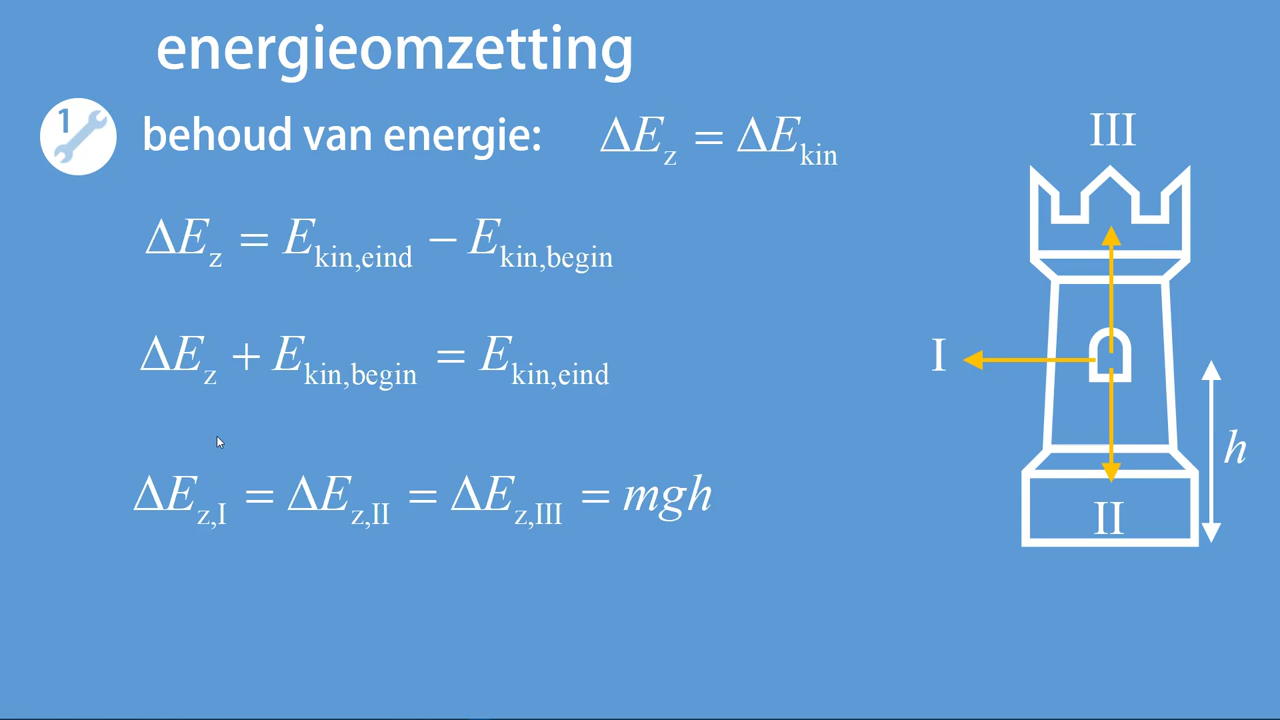 energieomzetting
1
behoud van energie: ΔE_z = ΔE_kin
ΔE_z = E_kin,eind − E_kin,begin
ΔE_z + E_kin,begin = E_kin,eind
ΔE_z,I = ΔE_z,II = ΔE_z,III = mgh
III
I
h
II